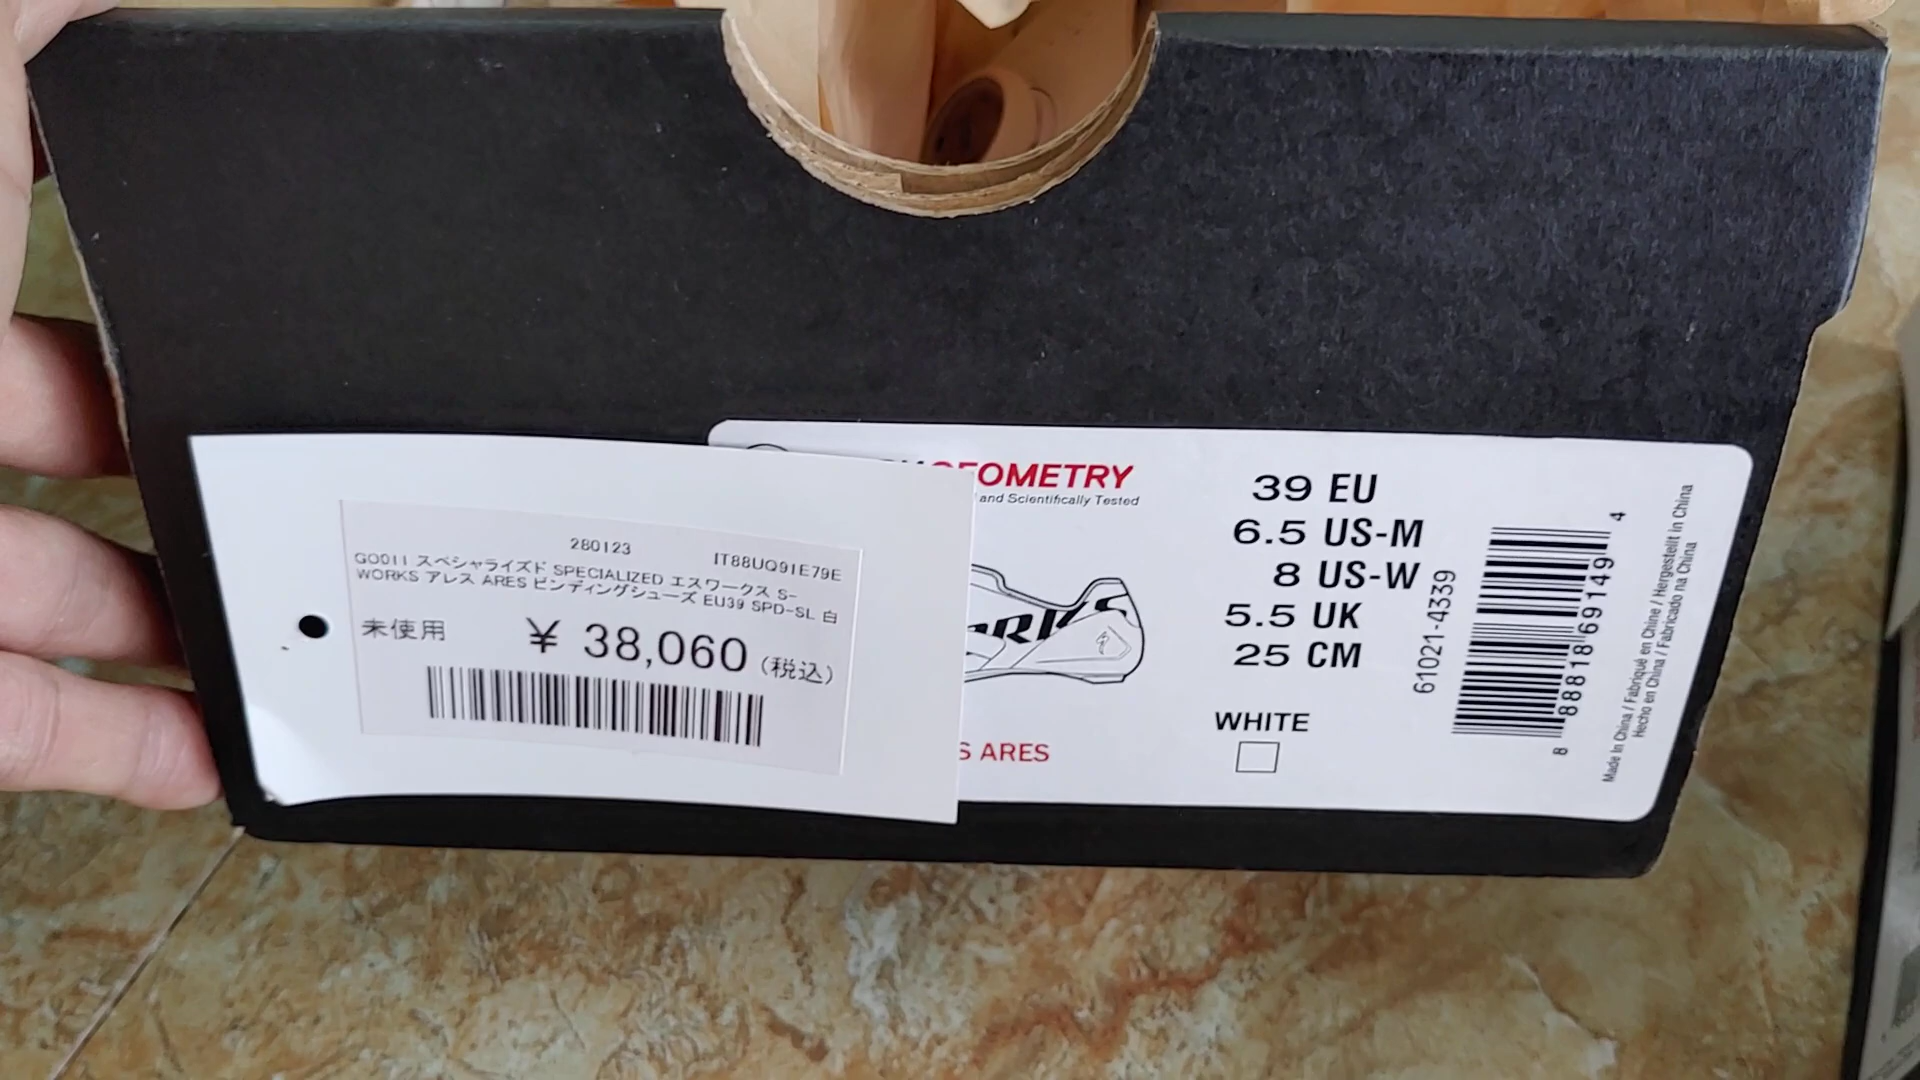 280123 IT88UQ91E79E
GO011 スペシャライズド SPECIALIZED エスワークス S-
WORKS アレス ARES ビンディングシューズ EU39 SPD-SL 白
未使用 ¥ 38,060 (税込)
GEOMETRY
and Scientifically Tested
S ARES
39 EU
6.5 US-M
8 US-W
5.5 UK
25 CM
WHITE
61021-4339
8 88818 69149 4
Made In China / Fabriqué en Chine / Hergestellt in China
Hecho en China / Fabricado na China